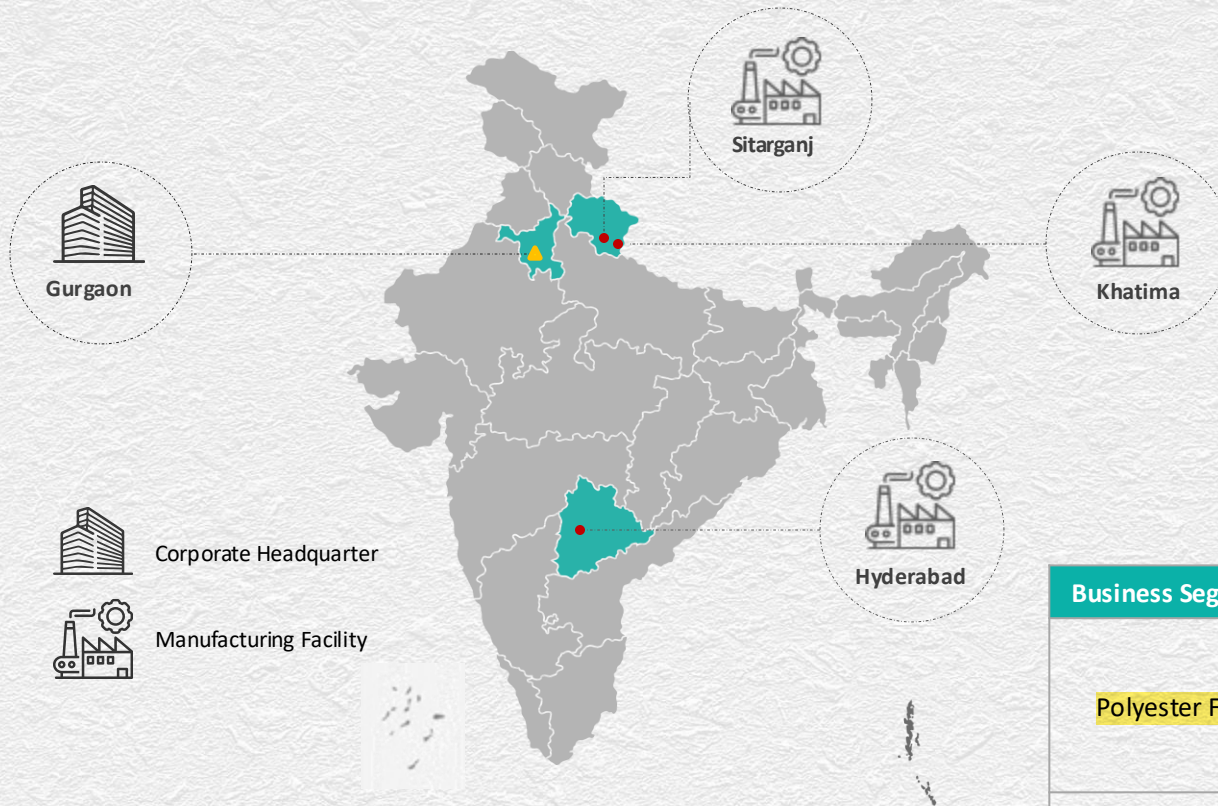 Sitarganj
Gurgaon
Khatima
Hyderabad
Corporate Headquarter
Manufacturing Facility
Business Seg
Polyester F